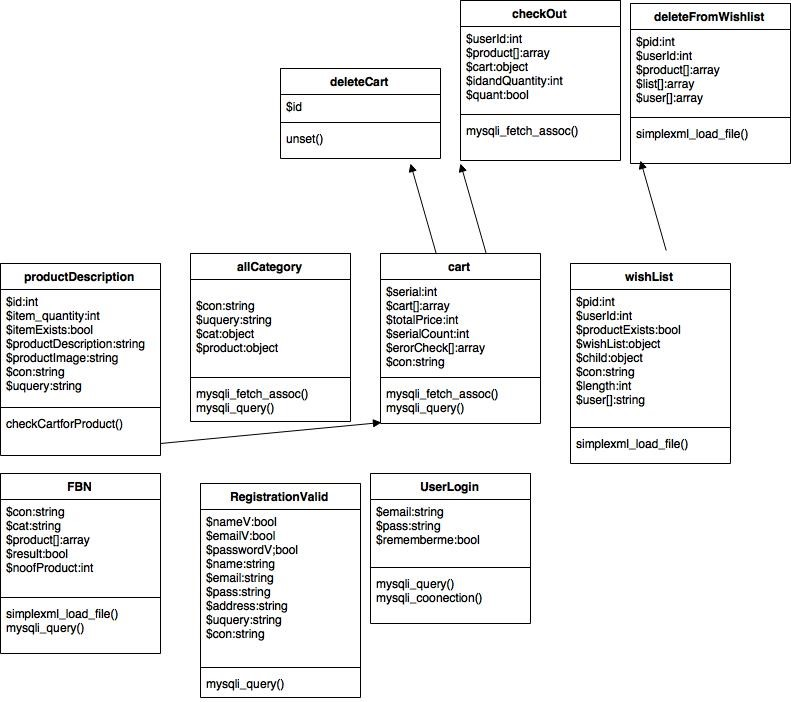 checkOut
$userId:int
$product[]:array
$cart:object
$idandQuantity:int
$quant:bool
mysqli_fetch_assoc()
deleteFromWishlist
$pid:int
$userId:int
$product[]:array
$list[]:array
$user[]:array
simplexml_load_file()
deleteCart
$id
unset()
productDescription
$id:int
$item_quantity:int
$itemExists:bool
$productDescription:string
$productImage:string
$con:string
$uquery:string
checkCartforProduct()
allCategory
$con:string
$uquery:string
$cat:object
$product:object
mysqli_fetch_assoc()
mysqli_query()
cart
$serial:int
$cart[]:array
$totalPrice:int
$serialCount:int
$erorCheck[]:array
$con:string
mysqli_fetch_assoc()
mysqli_query()
wishList
$pid:int
$userId:int
$productExists:bool
$wishList:object
$child:object
$con:string
$length:int
$user[]:string
simplexml_load_file()
FBN
$con:string
$cat:string
$product[]:array
$result:bool
$noofProduct:int
simplexml_load_file()
mysqli_query()
RegistrationValid
$nameV:bool
$emailV:bool
$passwordV;bool
$name:string
$email:string
$pass:string
$address:string
$uquery:string
$con:string
mysqli_query()
UserLogin
$email:string
$pass:string
$rememberme:bool
mysqli_query()
mysqli_coonection()